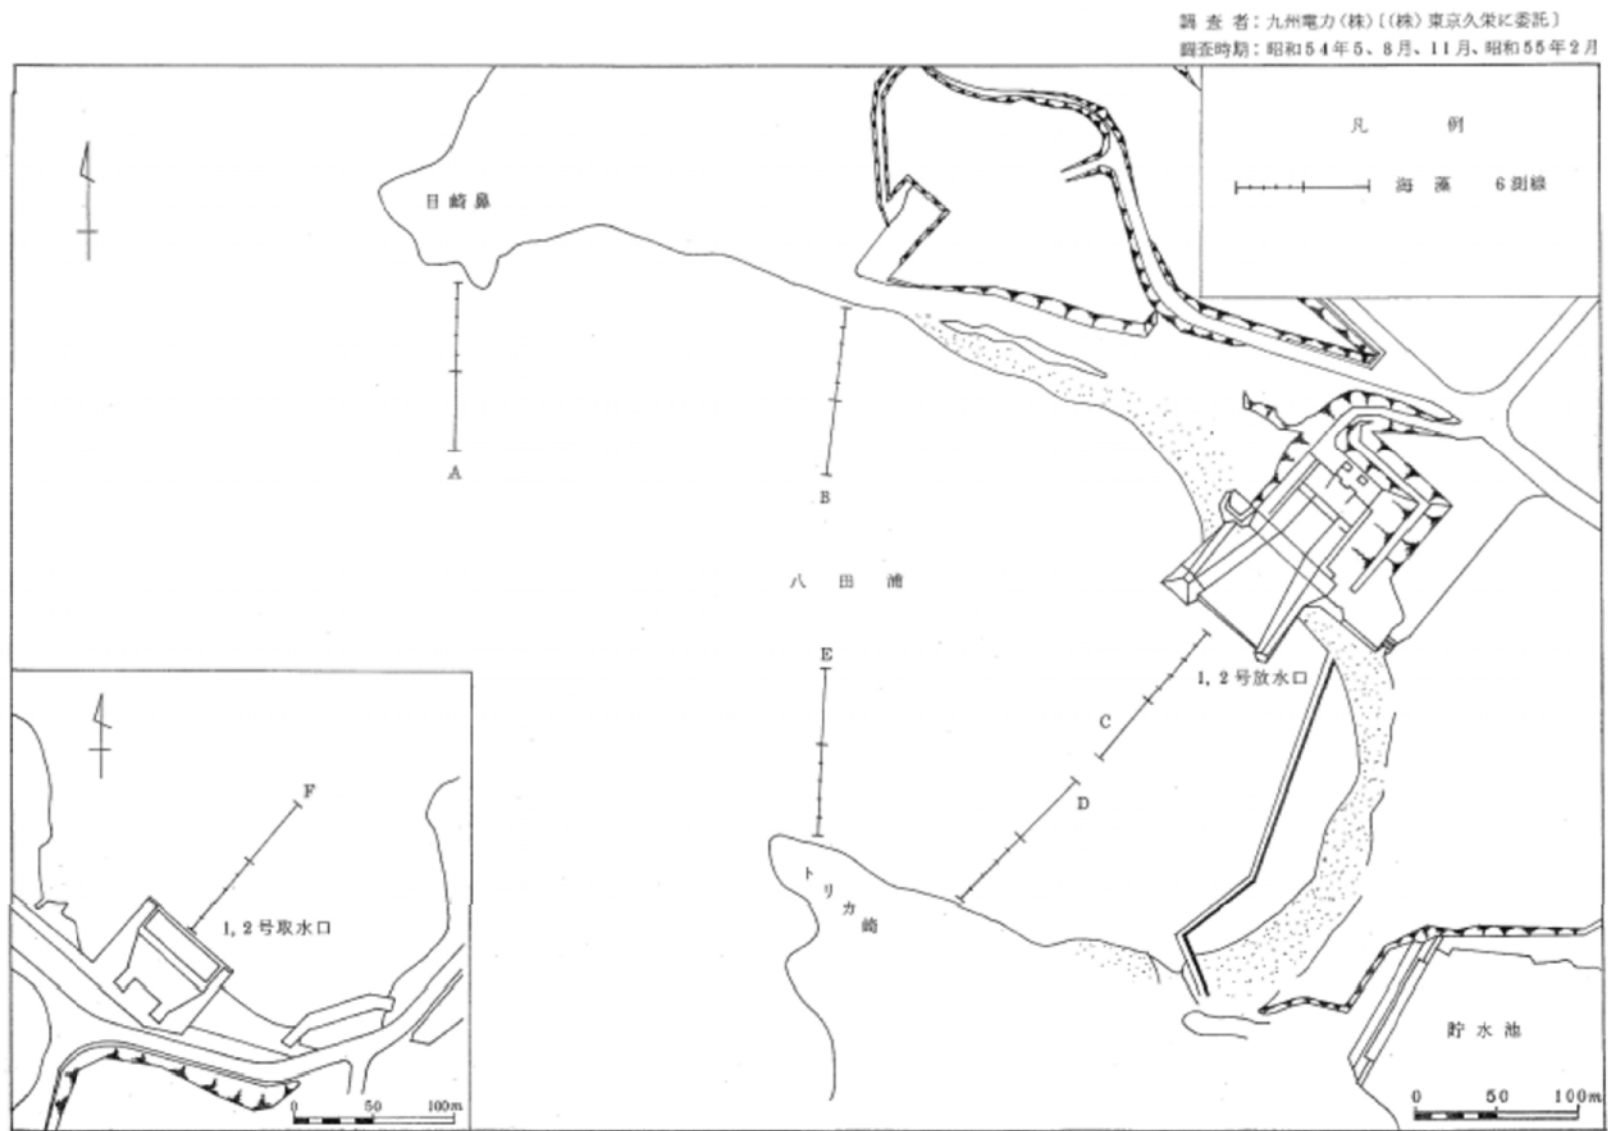 調査者：九州電力（株）〔（株）東京久栄に委託〕
調査時期：昭和54年5、8月、11月、昭和55年2月
凡例
海藻 6測線
日崎鼻
A
B
八田浦
E
1,2号放水口
C
D
F
トリカ崎
1,2号取水口
貯水池
0 50 100m
0 50 100m